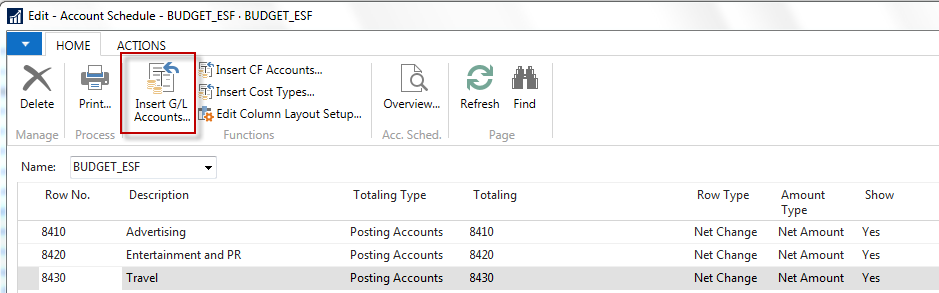 Edit - Account Schedule - BUDGET_ESF · BUDGET_ESF
HOME ACTIONS
Delete
Print...
Insert G/L
Accounts...
Insert CF Accounts...
Insert Cost Types...
Edit Column Layout Setup...
Overview...
Refresh
Find
Manage Process Functions Acc. Sched. Page
Name: BUDGET_ESF
Row No. Description Totaling Type Totaling Row Type Amount Type Show
8410 Advertising Posting Accounts 8410 Net Change Net Amount Yes
8420 Entertainment and PR Posting Accounts 8420 Net Change Net Amount Yes
8430 Travel Posting Accounts 8430 Net Change Net Amount Yes